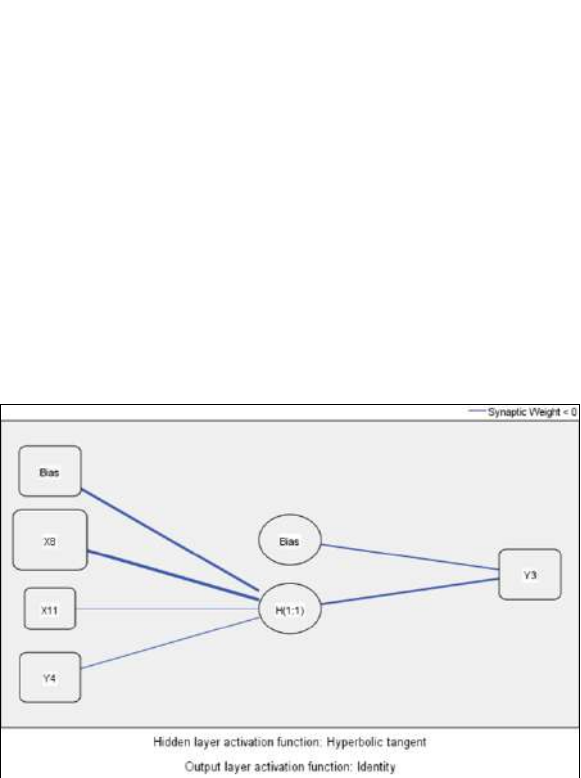 Synaptic Weight < 0
Bias
X8
Bias
Y3
X11
H(1:1)
Y4
Hidden layer activation function: Hyperbolic tangent
Output layer activation function: Identity